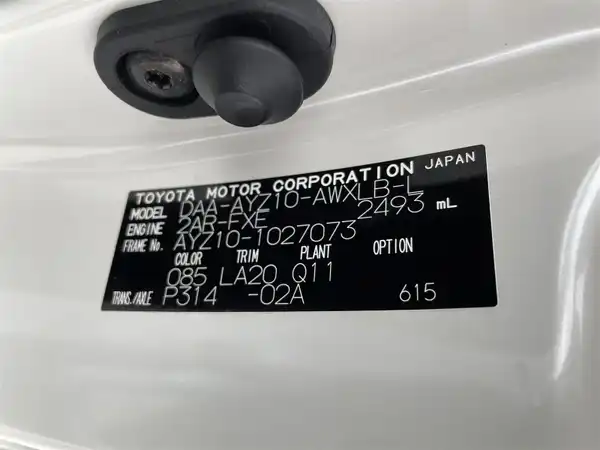 TOYOTA MOTOR CORPORATION JAPAN
MODEL DAA-AYZ10-AWXLB-L
ENGINE 2AR-FXE 2493 mL
FRAME No. AYZ10-1027073
COLOR TRIM PLANT OPTION
085 LA20 Q11
TRANS./AXLE P314 -02A 615